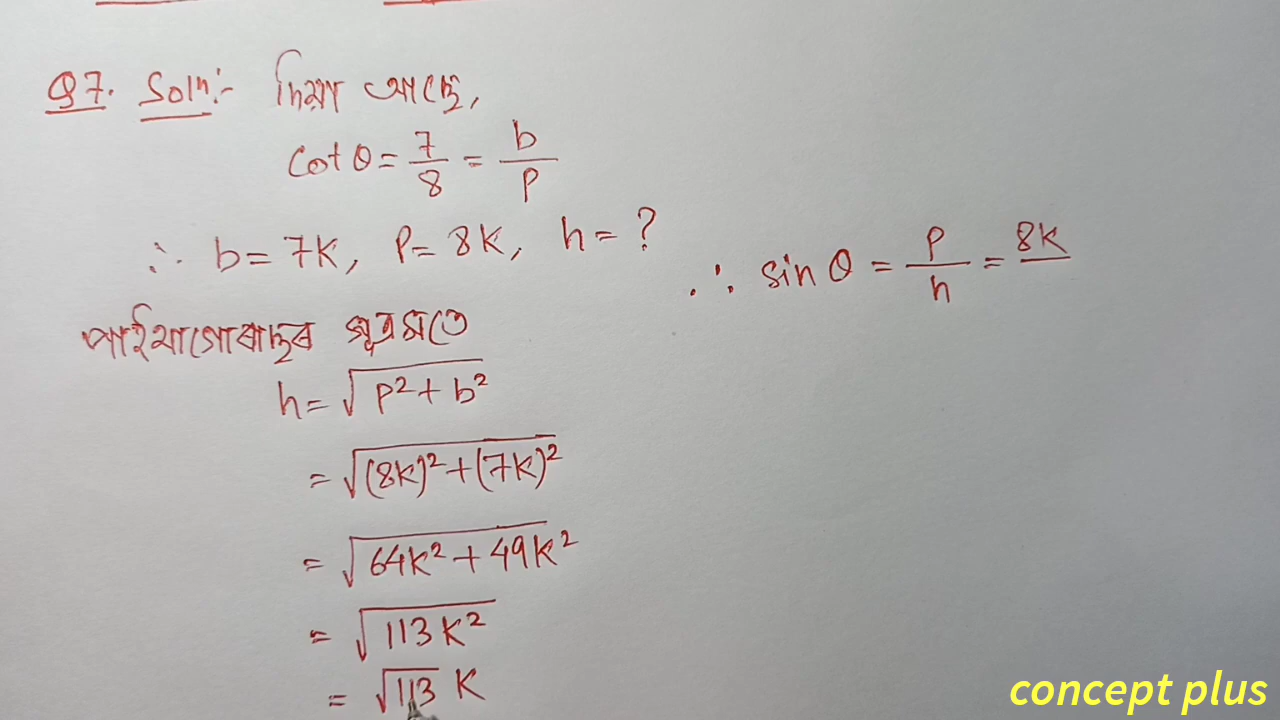 Q7. Soln:- দিয়া আছে,
cot θ = 7/8 = b/p
∴ b = 7K, P = 8K, h = ?
পাইথাগোৰাছৰ সূত্ৰমতে
h = √(p² + b²)
= √((8K)² + (7K)²)
= √(64K² + 49K²)
= √(113K²)
= √113 K
∴ sin θ = p/h = 8K
concept plus